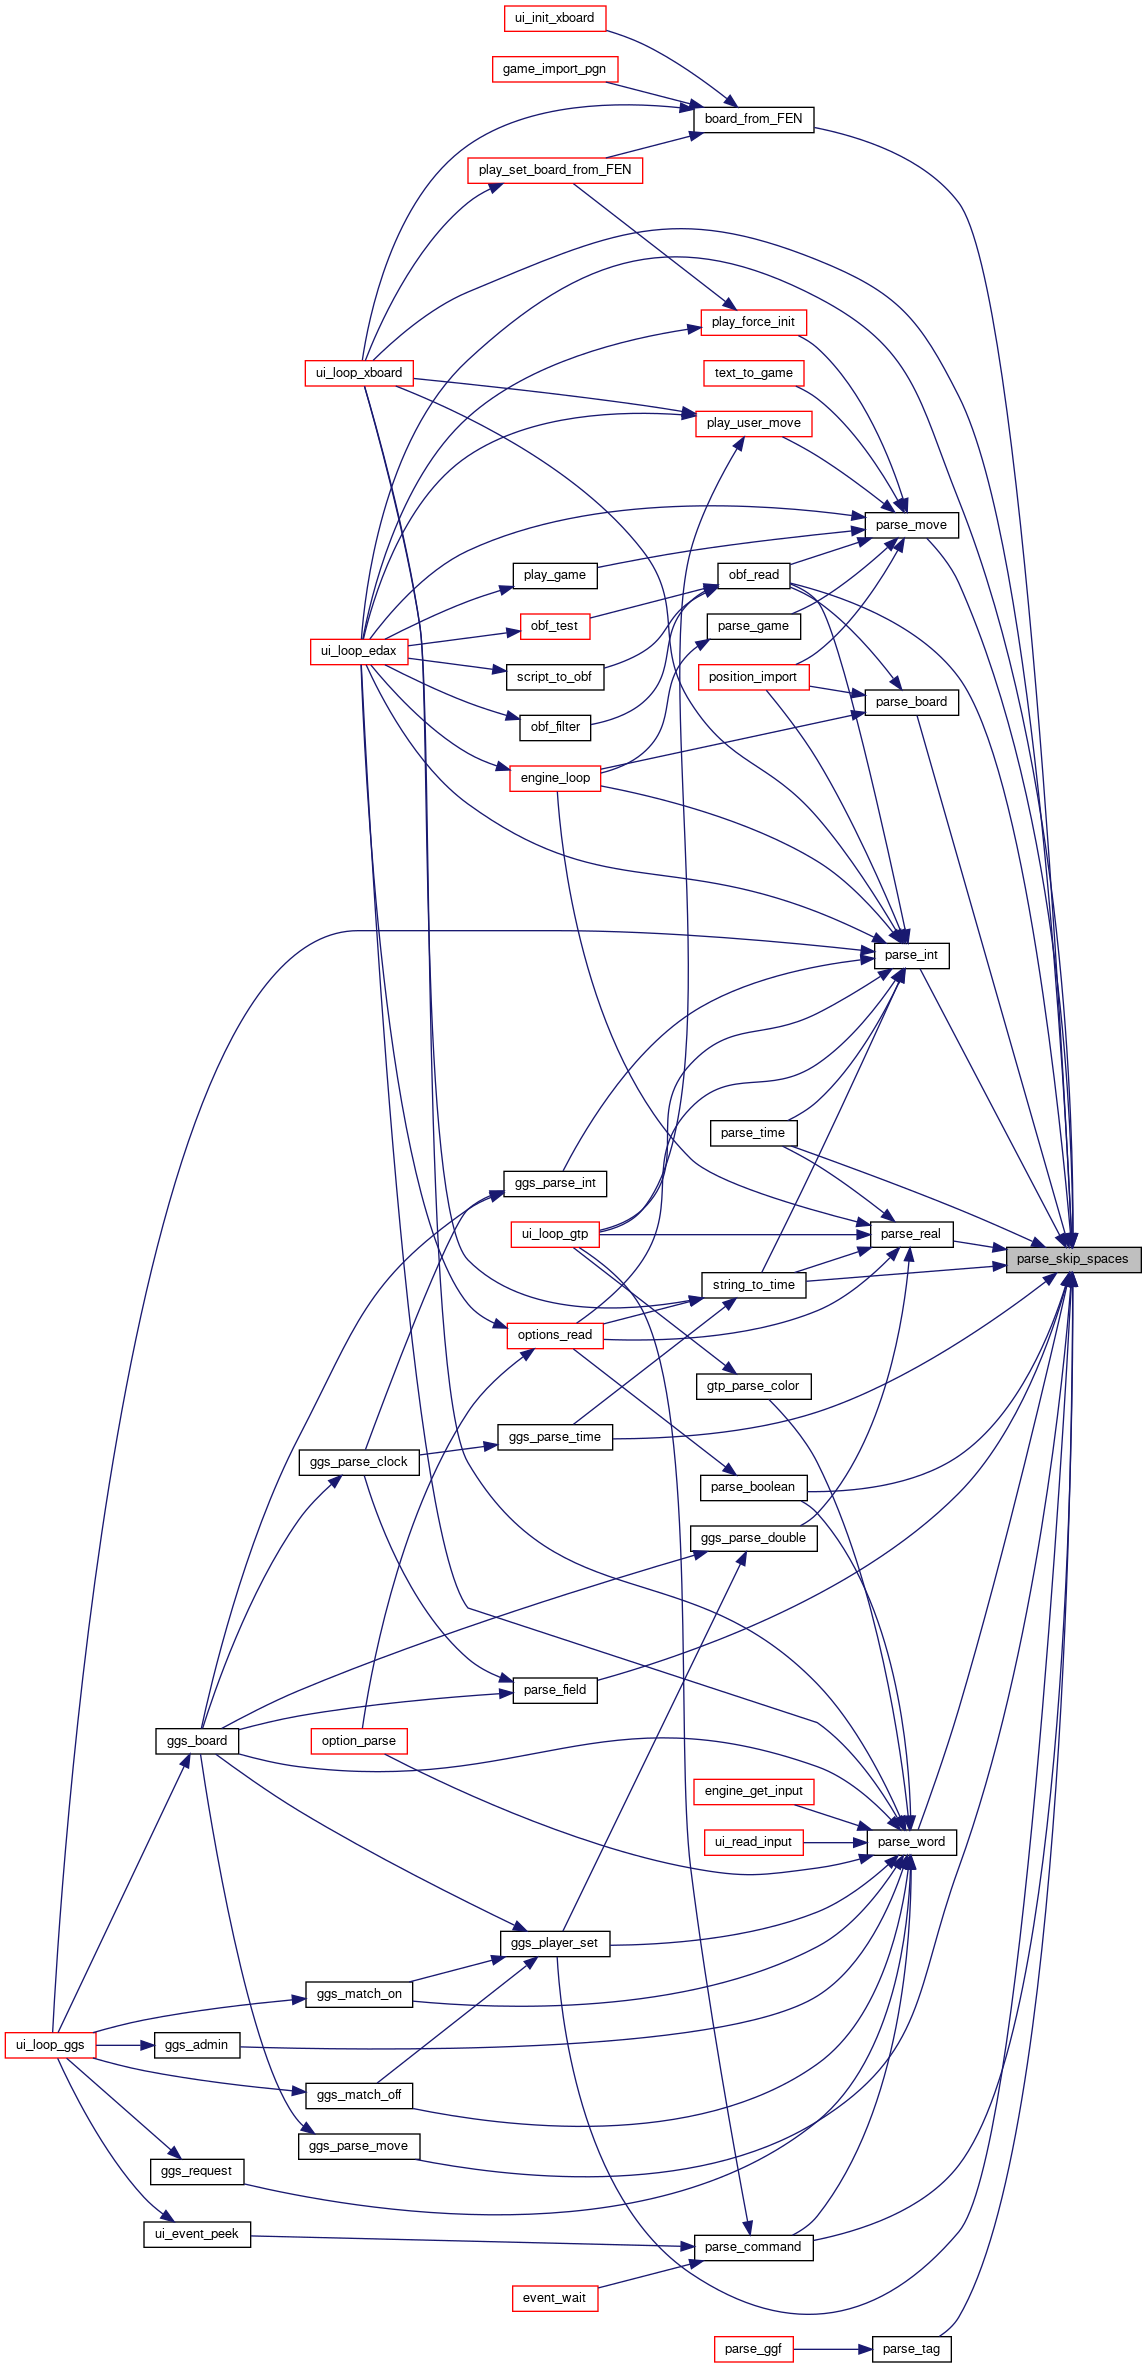 ui_init_xboard
game_import_pgn
board_from_FEN
play_set_board_from_FEN
play_force_init
ui_loop_xboard
text_to_game
play_user_move
parse_move
play_game
obf_read
obf_test
parse_game
ui_loop_edax
script_to_obf
position_import
parse_board
obf_filter
engine_loop
parse_int
parse_time
ggs_parse_int
ui_loop_gtp
parse_real
parse_skip_spaces
string_to_time
options_read
gtp_parse_color
ggs_parse_time
ggs_parse_clock
parse_boolean
ggs_parse_double
parse_field
ggs_board
option_parse
engine_get_input
ui_read_input
parse_word
ggs_player_set
ggs_match_on
ui_loop_ggs
ggs_admin
ggs_match_off
ggs_parse_move
ggs_request
ui_event_peek
parse_command
event_wait
parse_ggf
parse_tag